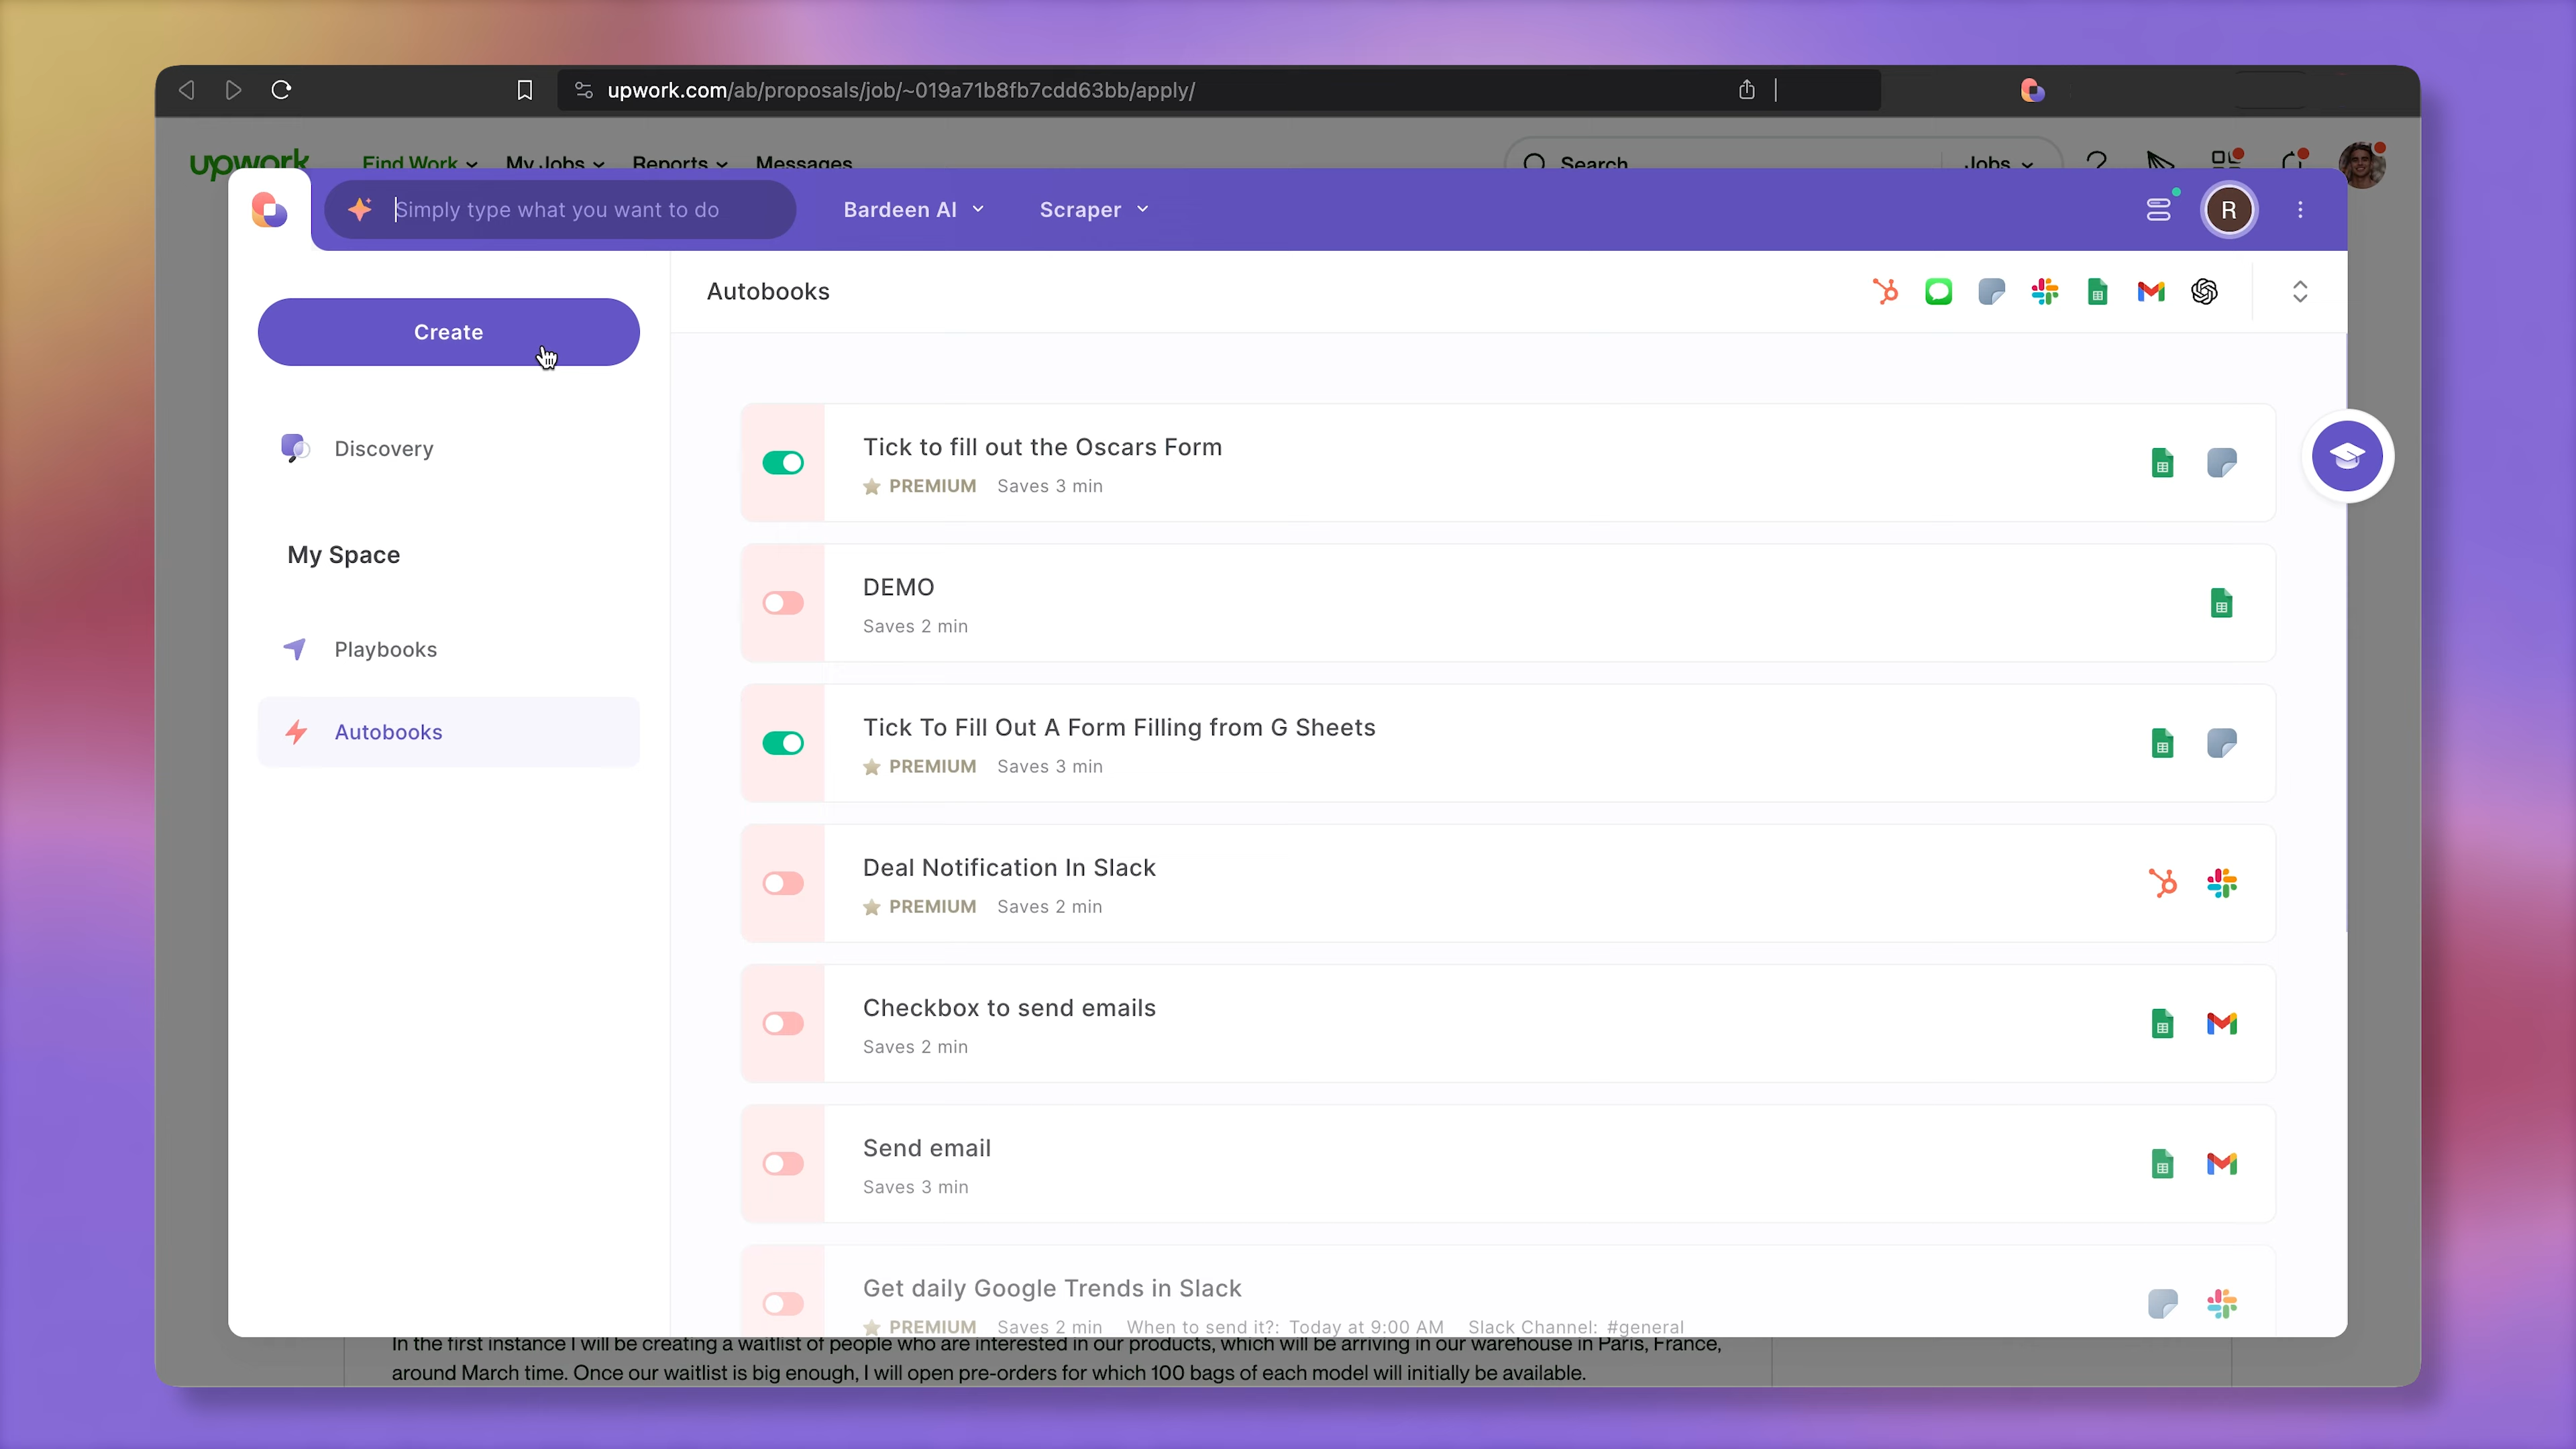 upwork.com/ab/proposals/job/~019a71b8fb7cdd63bb/apply/
upwork Find Work My Jobs Reports Messages Search Jobs
Simply type what you want to do Bardeen AI Scraper R
Create
Discovery
My Space
Playbooks
Autobooks
Autobooks
Tick to fill out the Oscars Form
PREMIUM Saves 3 min
DEMO
Saves 2 min
Tick To Fill Out A Form Filling from G Sheets
PREMIUM Saves 3 min
Deal Notification In Slack
PREMIUM Saves 2 min
Checkbox to send emails
Saves 2 min
Send email
Saves 3 min
Get daily Google Trends in Slack
PREMIUM Saves 2 min When to send it?: Today at 9:00 AM Slack Channel: #general
In the first instance I will be creating a waitlist of people who are interested in our products, which will be arriving in our warehouse in Paris, France,
around March time. Once our waitlist is big enough, I will open pre-orders for which 100 bags of each model will initially be available.